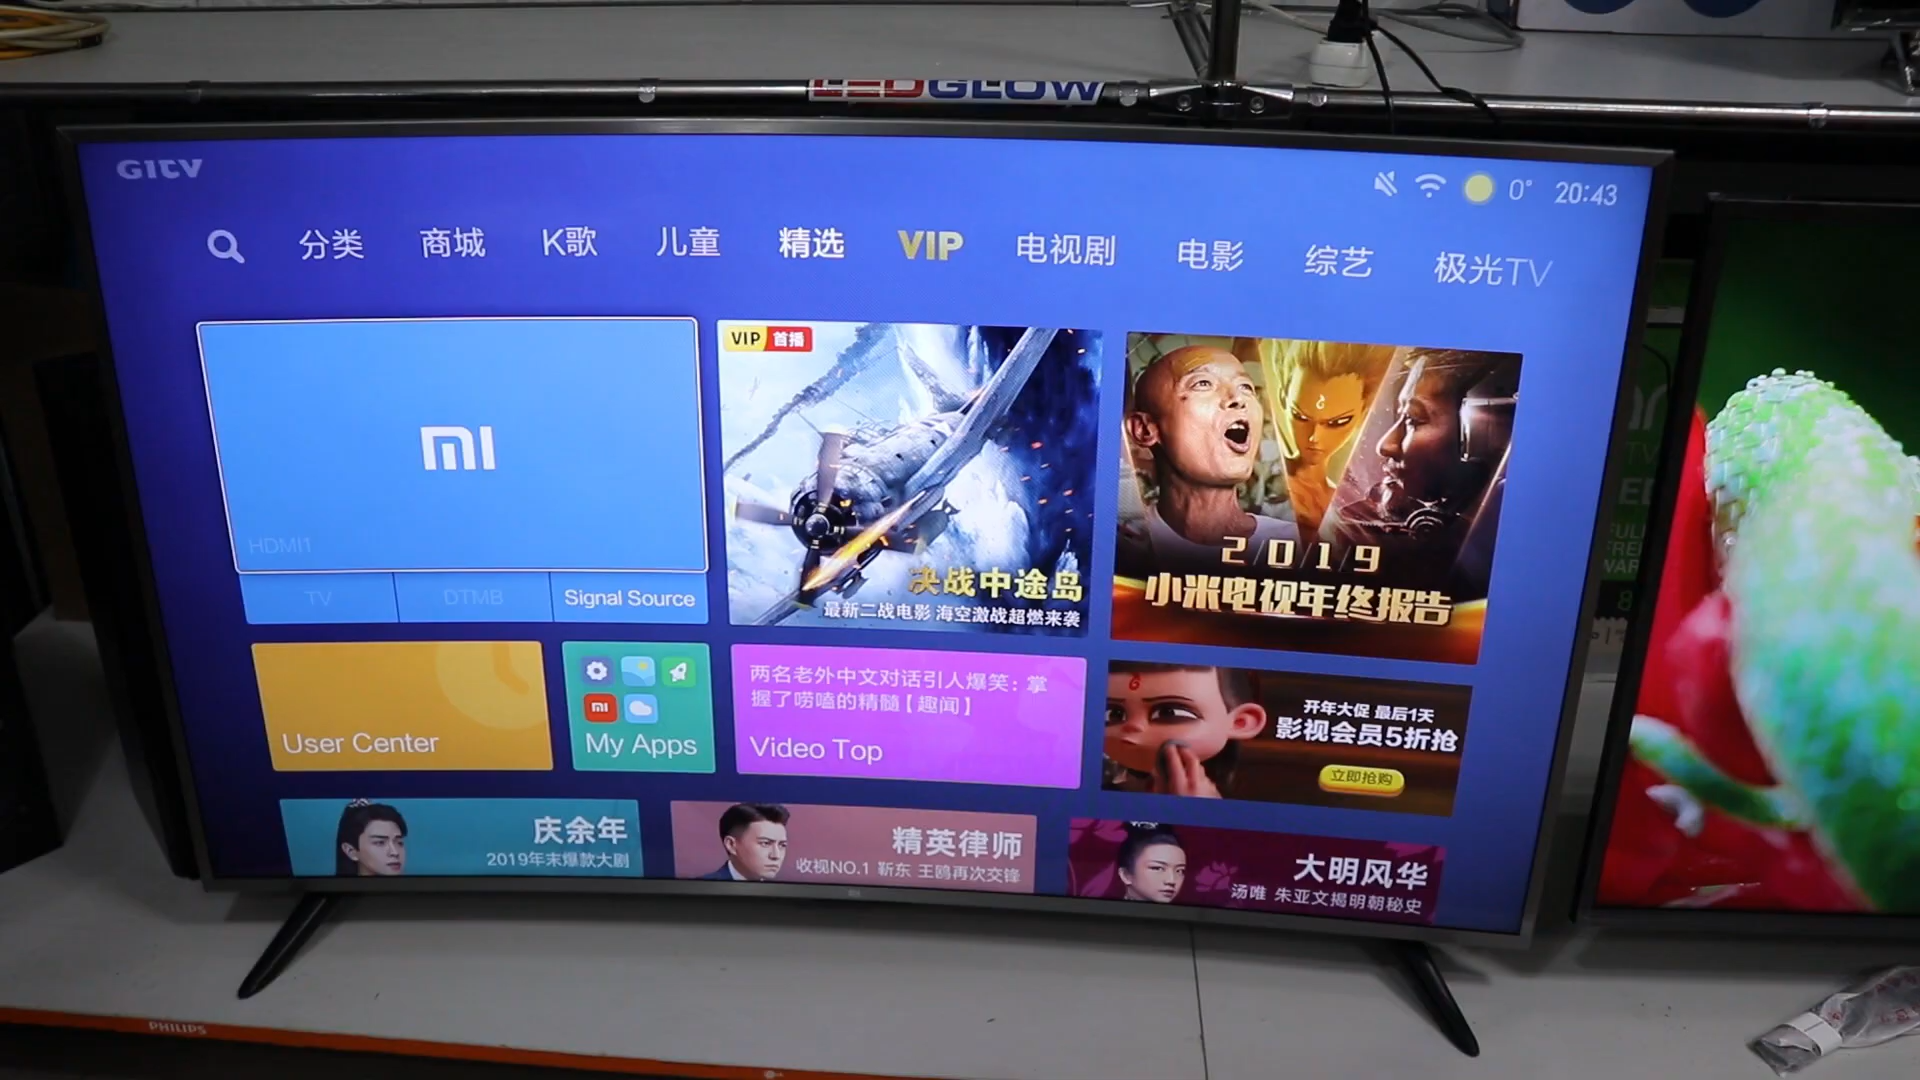 LEDGLOW
GITV
0° 20:43
分类 商城 K歌 儿童 精选 VIP 电视剧 电影 综艺 极光TV
mi
HDMI1
TV DTMB Signal Source
VIP 首播
决战中途岛
最新二战电影 海空激战超燃来袭
2/0/1/9
小米电视年终报告
User Center
mi
My Apps
两名老外中文对话引人爆笑：掌
握了唠嗑的精髓【趣闻】
Video Top
开年大促 最后1天
影视会员5折抢
立即抢购
庆余年
2019年末爆款大剧
精英律师
收视NO.1 靳东 王鸥再次交锋
大明风华
汤唯 朱亚文揭明朝秘史
PHILIPS